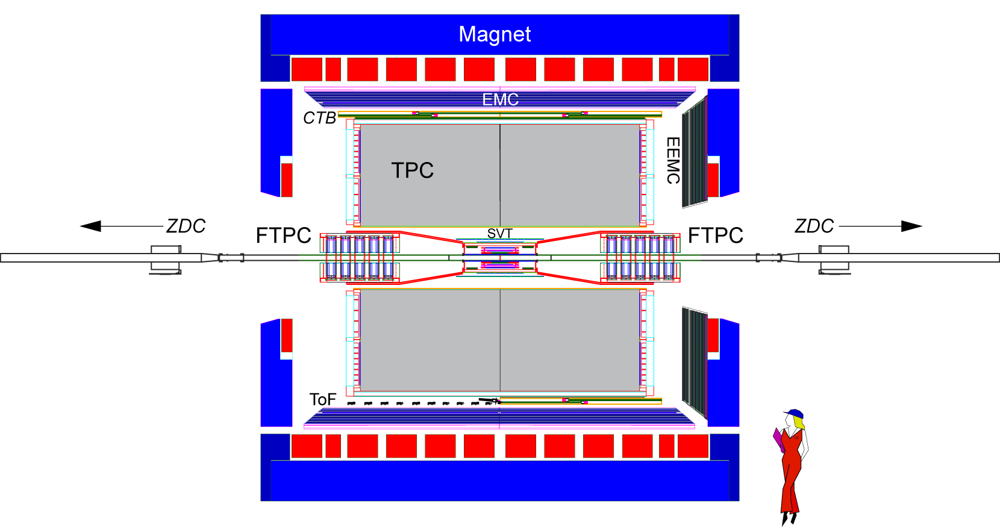 Magnet
EMC
CTB
EEMC
TPC
ZDC
ZDC
FTPC
SVT
FTPC
ToF